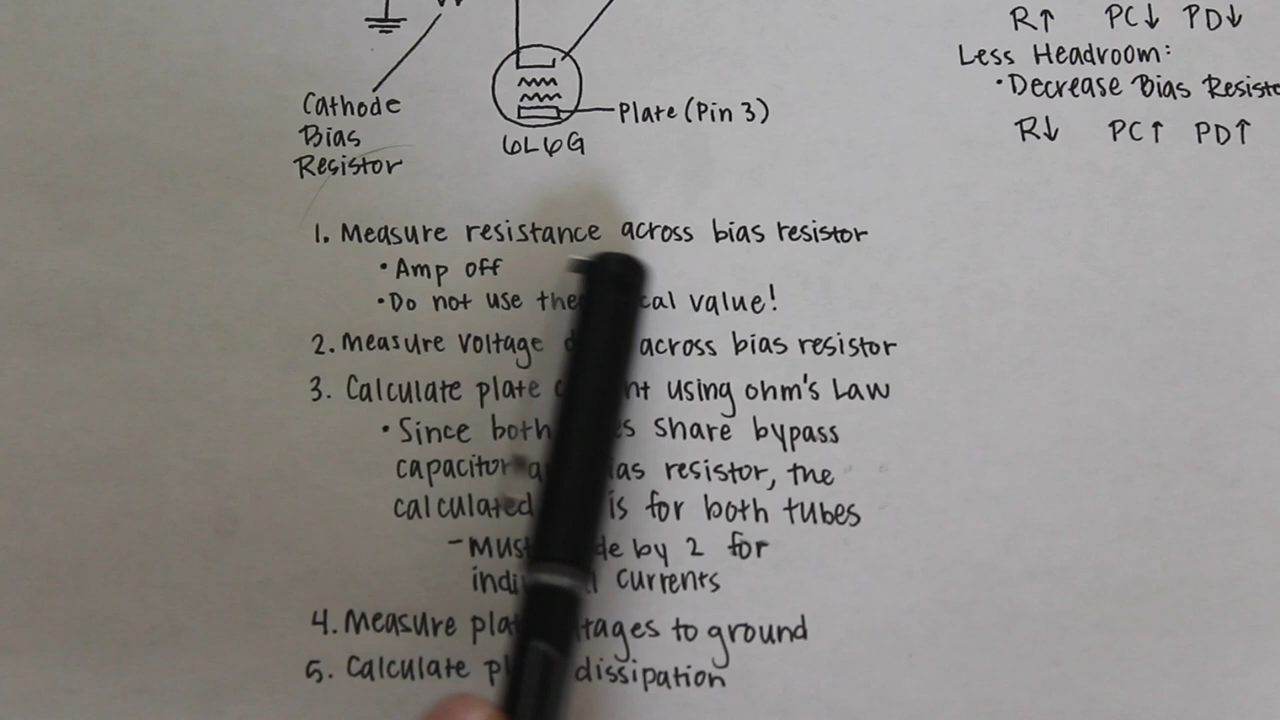 R↑ PC↓ PD↓
Less Headroom:
•Decrease Bias
R↓ PC↑ PD↑
Cathode
Bias
Resistor
Plate (Pin 3)
6L6G
1. Measure resistance across bias resistor
•Amp off
•Do not use value!
2. Measure voltage across bias resistor
3. Calculate plate using ohm's Law
•Since both share bypass
capacitor resistor, the
calculated is for both tubes
- by 2 for
currents
4. Measure to ground
5. Calculate dissipation